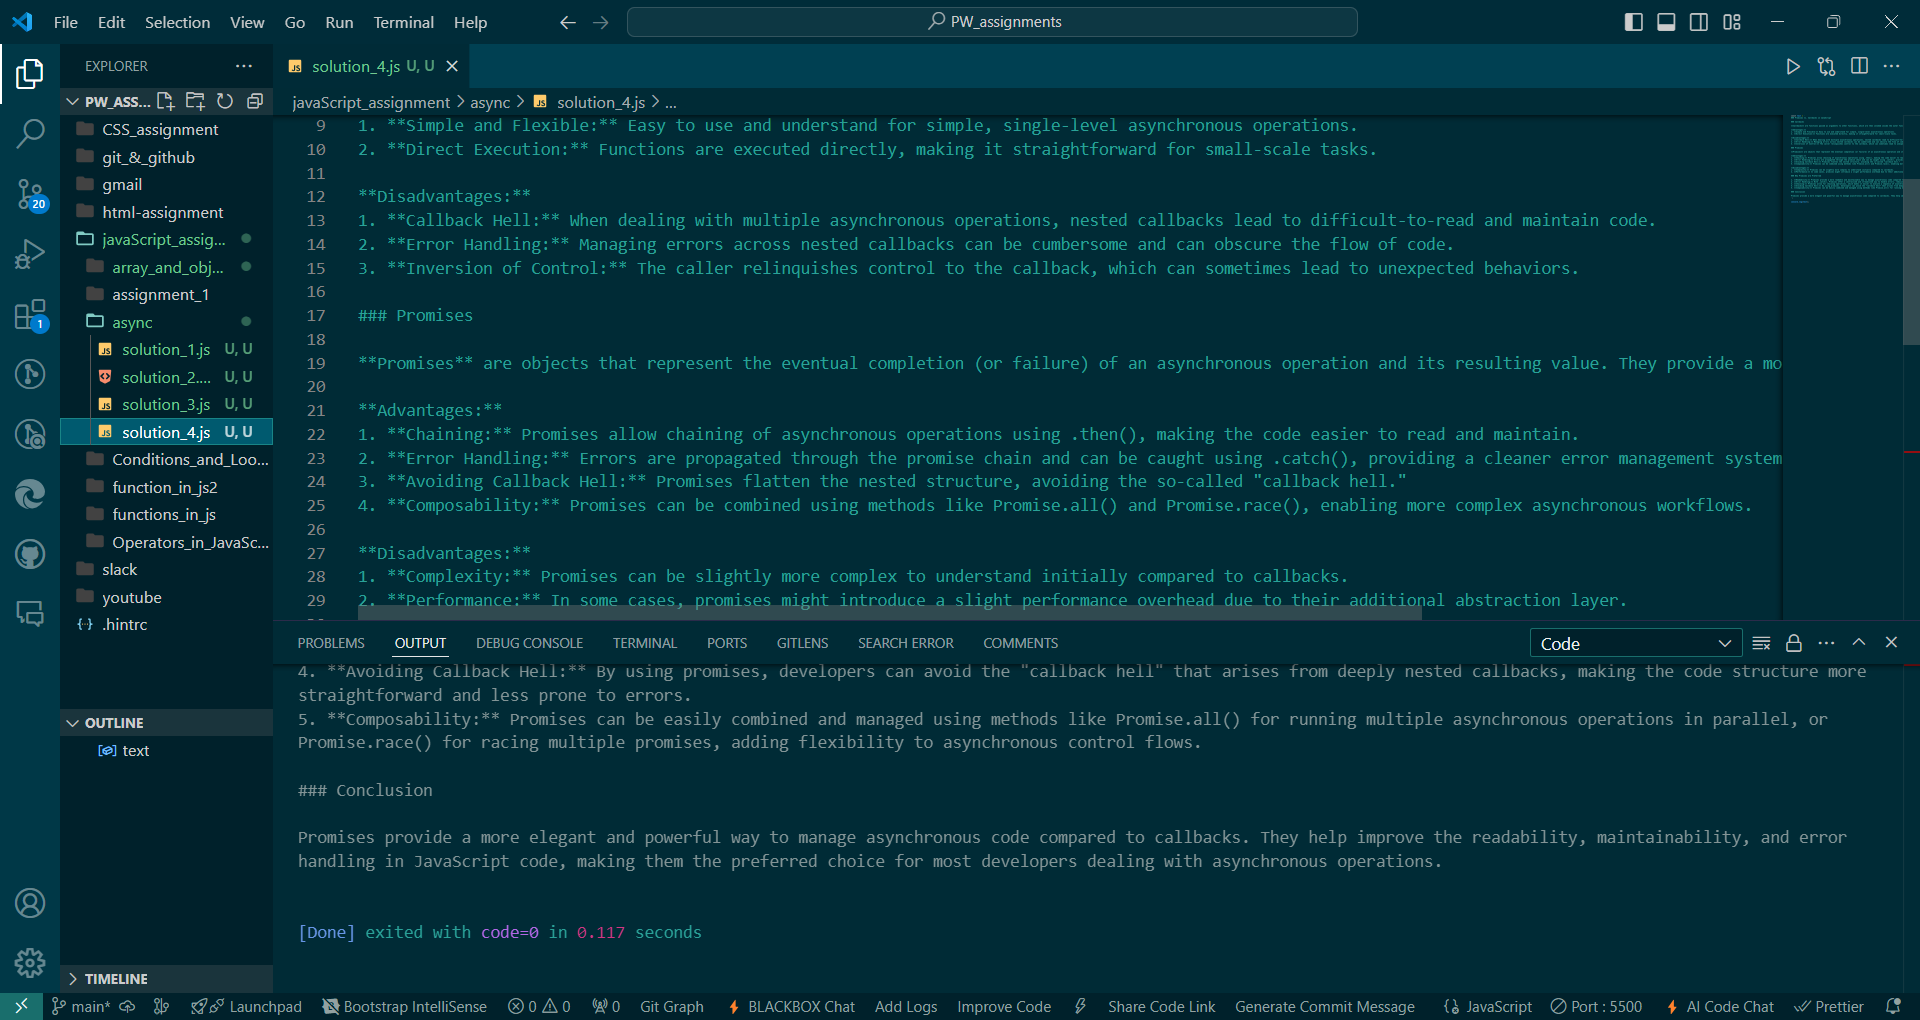 File Edit Selection View Go Run Terminal Help
PW_assignments
EXPLORER
PW_ASS...
CSS_assignment
git_&_github
gmail
html-assignment
javaScript_assig...
array_and_obj...
assignment_1
async
solution_1.js U, U
solution_2.... U, U
solution_3.js U, U
solution_4.js U, U
Conditions_and_Loo...
function_in_js2
functions_in_js
Operators_in_JavaSc...
slack
youtube
.hintrc
OUTLINE
text
TIMELINE
20
1
solution_4.js U, U
javaScript_assignment > async > solution_4.js > ...
9 1. **Simple and Flexible:** Easy to use and understand for simple, single-level asynchronous operations.
10 2. **Direct Execution:** Functions are executed directly, making it straightforward for small-scale tasks.
11
12 **Disadvantages:**
13 1. **Callback Hell:** When dealing with multiple asynchronous operations, nested callbacks lead to difficult-to-read and maintain code.
14 2. **Error Handling:** Managing errors across nested callbacks can be cumbersome and can obscure the flow of code.
15 3. **Inversion of Control:** The caller relinquishes control to the callback, which can sometimes lead to unexpected behaviors.
16
17 ### Promises
18
19 **Promises** are objects that represent the eventual completion (or failure) of an asynchronous operation and its resulting value. They provide a mo
20
21 **Advantages:**
22 1. **Chaining:** Promises allow chaining of asynchronous operations using .then(), making the code easier to read and maintain.
23 2. **Error Handling:** Errors are propagated through the promise chain and can be caught using .catch(), providing a cleaner error management system
24 3. **Avoiding Callback Hell:** Promises flatten the nested structure, avoiding the so-called "callback hell."
25 4. **Composability:** Promises can be combined using methods like Promise.all() and Promise.race(), enabling more complex asynchronous workflows.
26
27 **Disadvantages:**
28 1. **Complexity:** Promises can be slightly more complex to understand initially compared to callbacks.
29 2. **Performance:** In some cases, promises might introduce a slight performance overhead due to their additional abstraction layer.
PROBLEMS OUTPUT DEBUG CONSOLE TERMINAL PORTS GITLENS SEARCH ERROR COMMENTS
Code
4. **Avoiding Callback Hell:** By using promises, developers can avoid the "callback hell" that arises from deeply nested callbacks, making the code structure more
straightforward and less prone to errors.
5. **Composability:** Promises can be easily combined and managed using methods like Promise.all() for running multiple asynchronous operations in parallel, or
Promise.race() for racing multiple promises, adding flexibility to asynchronous control flows.
### Conclusion
Promises provide a more elegant and powerful way to manage asynchronous code compared to callbacks. They help improve the readability, maintainability, and error
handling in JavaScript code, making them the preferred choice for most developers dealing with asynchronous operations.
[Done] exited with code=0 in 0.117 seconds
main* Launchpad Bootstrap IntelliSense 0 0 0 Git Graph BLACKBOX Chat Add Logs Improve Code Share Code Link Generate Commit Message JavaScript Port : 5500 AI Code Chat Prettier